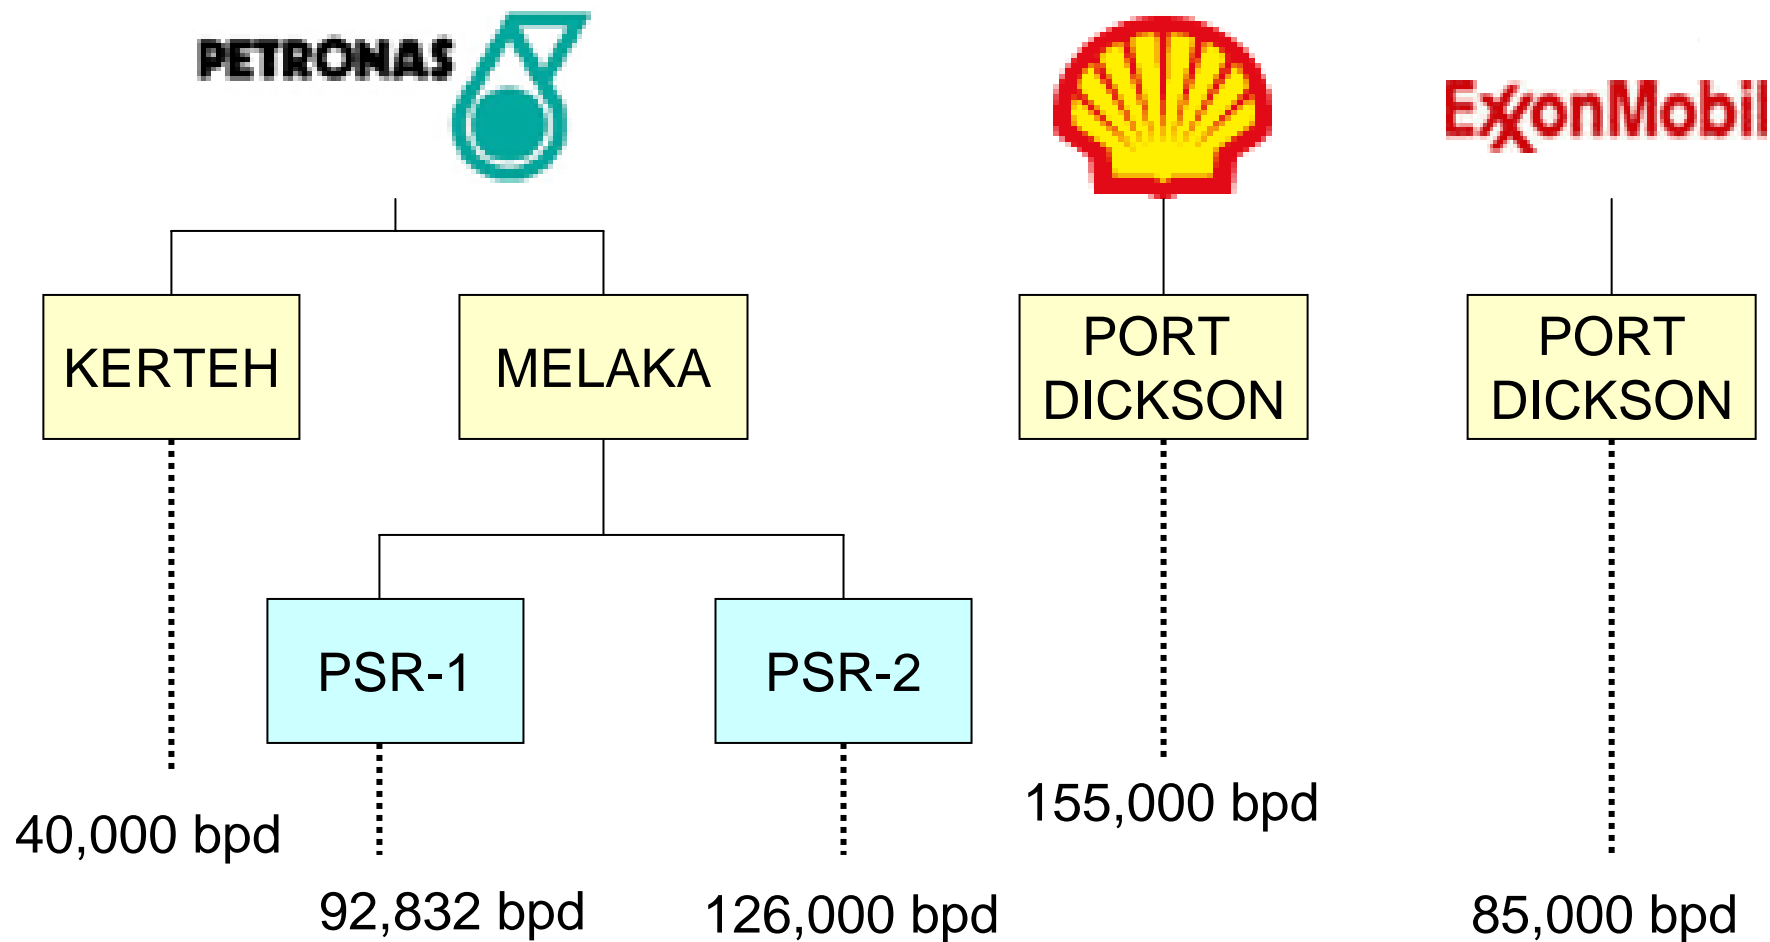 PETRONAS
ExxonMobil
KERTEH
MELAKA
PORT
DICKSON
PORT
DICKSON
PSR-1
PSR-2
40,000 bpd
92,832 bpd
126,000 bpd
155,000 bpd
85,000 bpd